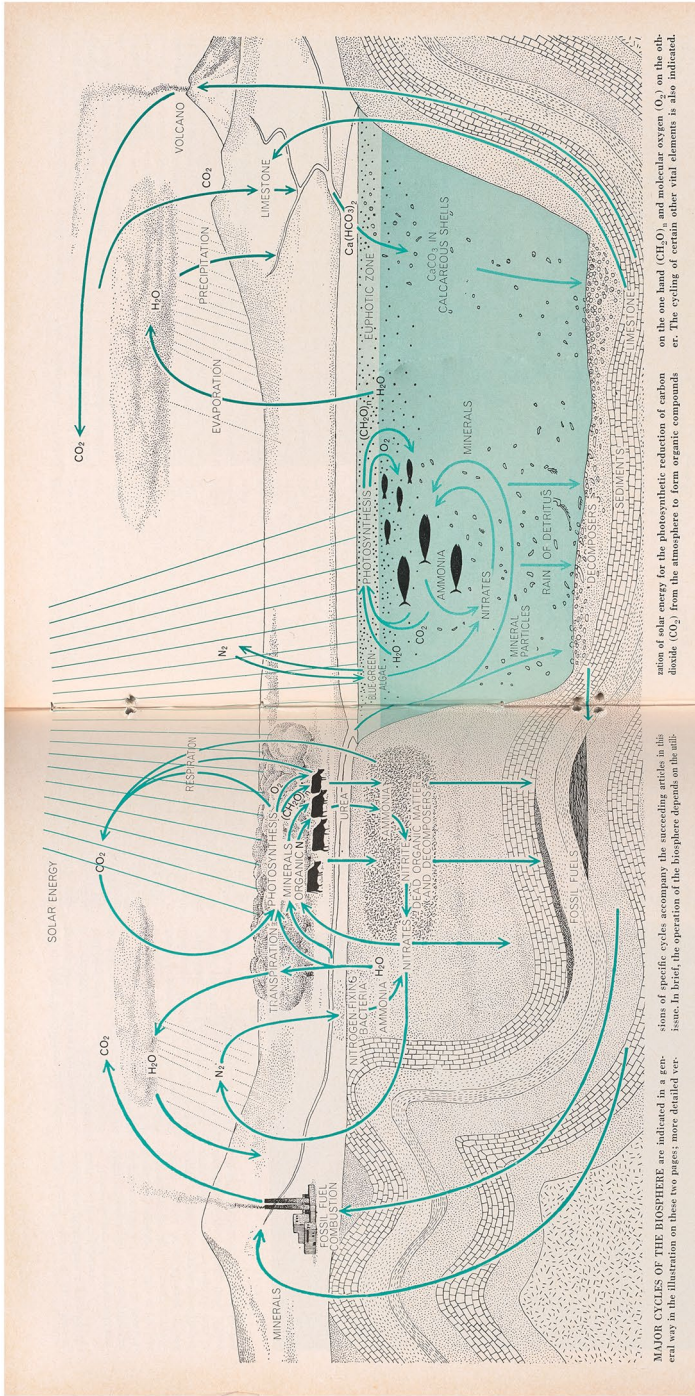 SOLAR ENERGY
CO₂
CO₂
H₂O
N₂
RESPIRATION
TRANSPIRATION
PHOTOSYNTHESIS
O₂
MINERALS
(CH₂O)ₙ
ORGANIC N
MINERALS
FOSSIL FUEL
COMBUSTION
UREA
NITROGEN-FIXING
BACTERIA
AMMONIA
H₂O
AMMONIA
NITRATES
NITRITE
DEAD ORGANIC MATTER
AND DECOMPOSERS
FOSSIL FUELS
CO₂
H₂O
N₂
EVAPORATION
PRECIPITATION
CO₂
VOLCANO
LIMESTONE
Ca(HCO₃)₂
BLUE-GREEN
ALGAE
PHOTOSYNTHESIS
(CH₂O)ₙ
O₂
H₂O
EUPHOTIC ZONE
H₂O
CO₂
AMMONIA
MINERALS
CaCO₃ IN
CALCAREOUS SHELLS
NITRATES
MINERAL
PARTICLES
RAIN OF DETRITUS
DECOMPOSERS
SEDIMENTS
LIMESTONE
MAJOR CYCLES OF THE BIOSPHERE are indicated in a gen-
eral way in the illustration on these two pages; more detailed ver-
sions of specific cycles accompany the succeeding articles in this
issue. In brief, the operation of the biosphere depends on the utili-
zation of solar energy for the photosynthetic reduction of carbon
dioxide (CO₂) from the atmosphere to form organic compounds
on the one hand (CH₂O)ₙ and molecular oxygen (O₂) on the oth-
er. The cycling of certain other vital elements is also indicated.